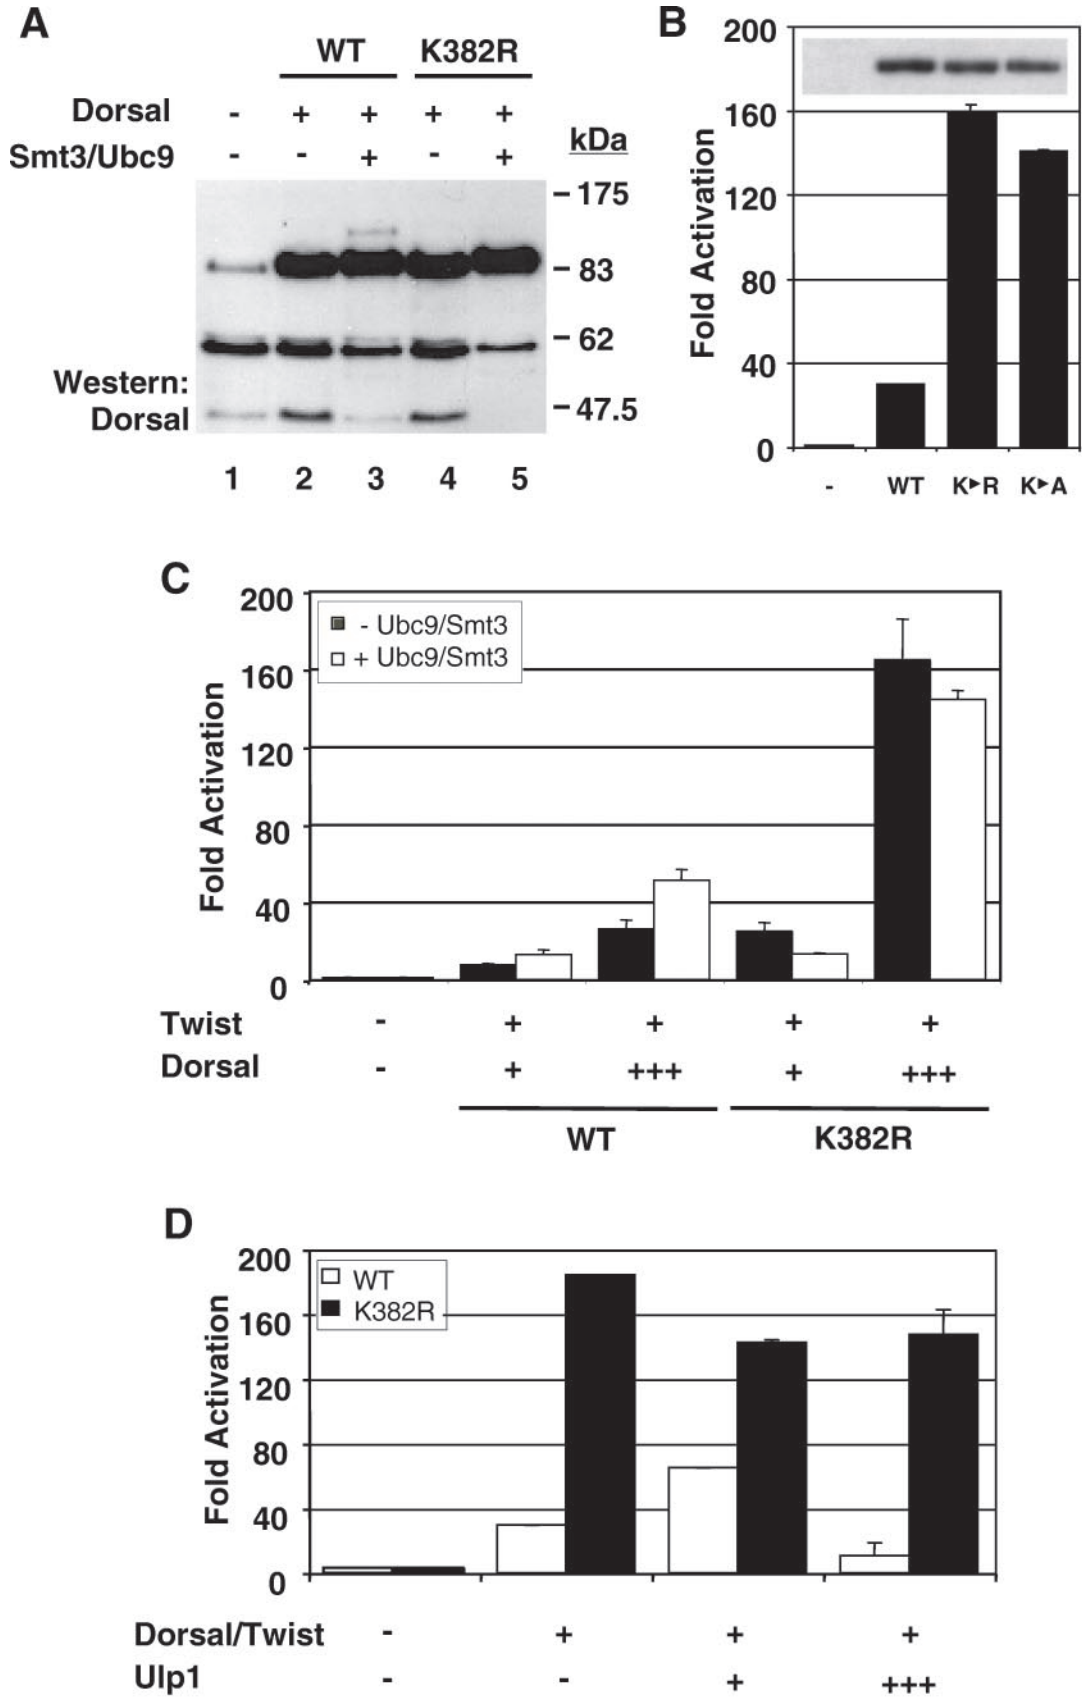 A
WT K382R
Dorsal - + + + +
Smt3/Ubc9 - - + - +
kDa
175
83
62
47.5
Western:
Dorsal
1 2 3 4 5
B
Fold Activation
200
160
120
80
40
0
- WT K►R K►A
C
Fold Activation
200
160
120
80
40
0
- Ubc9/Smt3
+ Ubc9/Smt3
Twist - + + + +
Dorsal - + +++ + +++
WT K382R
D
Fold Activation
200
160
120
80
40
0
WT
K382R
Dorsal/Twist - + + +
Ulp1 - - + +++